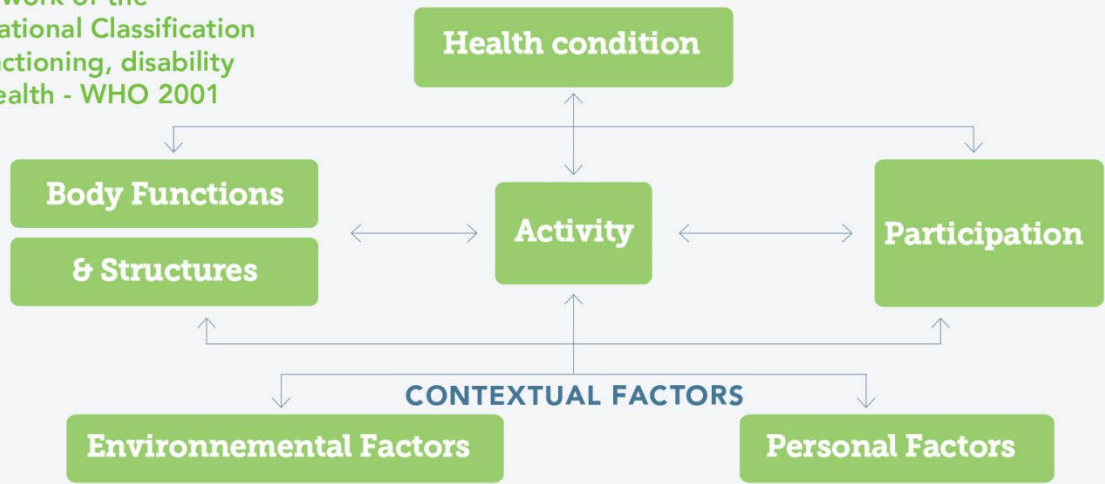 work of the
ational Classification
nctioning, disability
ealth - WHO 2001
Health condition
Body Functions
& Structures
Activity
Participation
CONTEXTUAL FACTORS
Environnemental Factors
Personal Factors